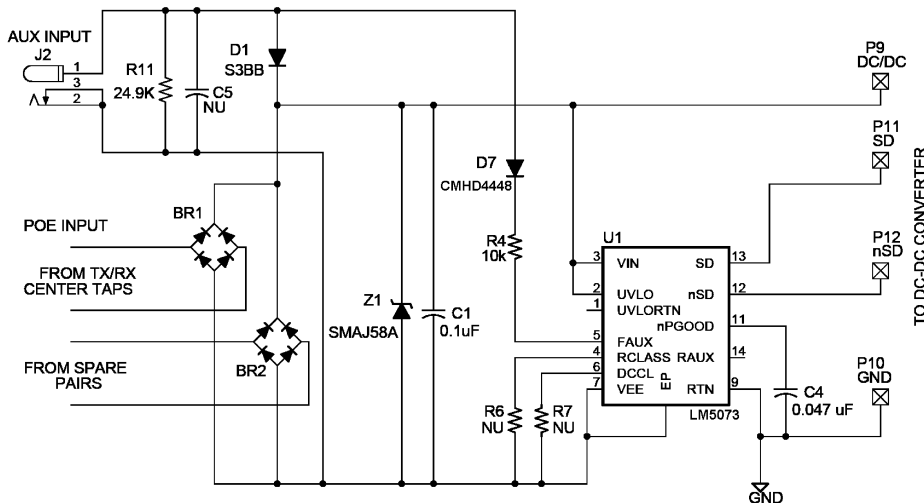 AUX INPUT
J2
1
3
2
R11
24.9K
C5
NU
D1
S3BB
P9
DC/DC
P11
SD
P12
nSD
P10
GND
TO DC-DC CONVERTER
D7
CMHD4448
R4
10k
BR1
POE INPUT
FROM TX/RX
CENTER TAPS
FROM SPARE
PAIRS
BR2
Z1
SMAJ58A
C1
0.1uF
U1
3
VIN
SD
13
2
UVLO
nSD
12
1
UVLORTN
nPGOOD
11
5
FAUX
4
RCLASS
RAUX
14
6
DCCL
7
VEE
EP
RTN
9
LM5073
R6
NU
R7
NU
C4
0.047 uF
GND